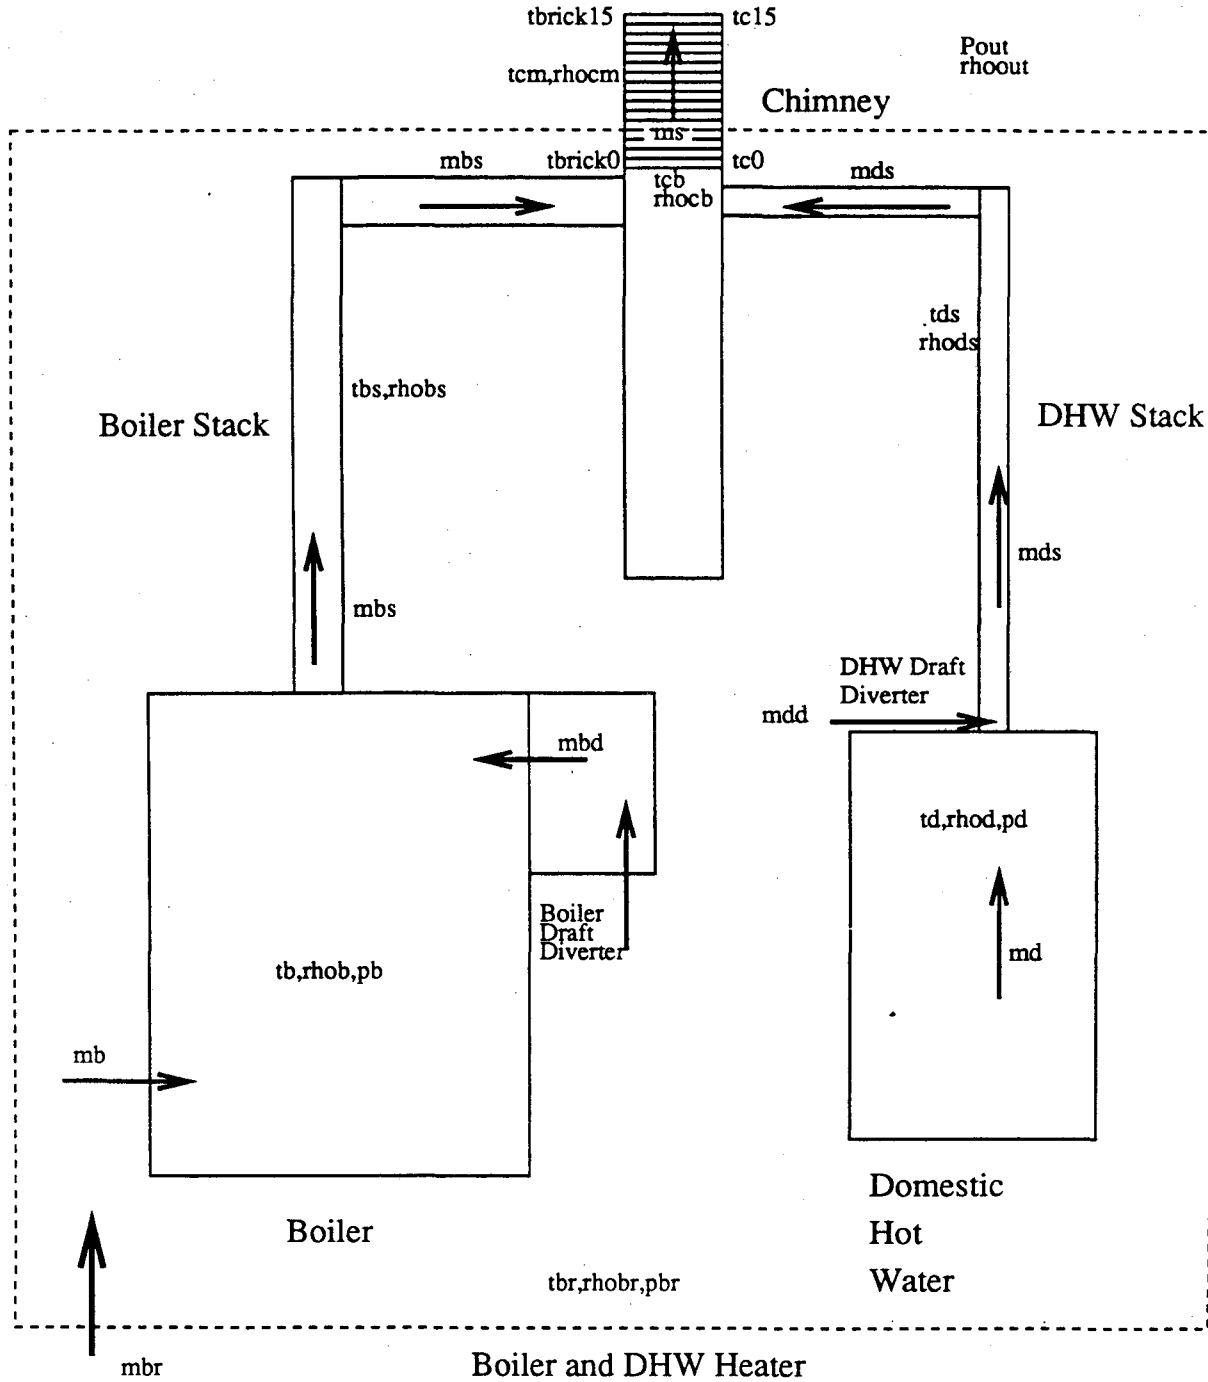 tbrick15
tc15
Pout
rhoout
tcm,rhocm
Chimney
ms
mbs
tbrick0
tc0
mds
tcb
rhocb
tds
rhods
tbs,rhobs
Boiler Stack
DHW Stack
mds
mbs
DHW Draft
Diverter
mdd
mbd
td,rhod,pd
Boiler
Draft
Diverter
md
tb,rhob,pb
mb
Domestic
Hot
Water
Boiler
tbr,rhobr,pbr
mbr
Boiler and DHW Heater